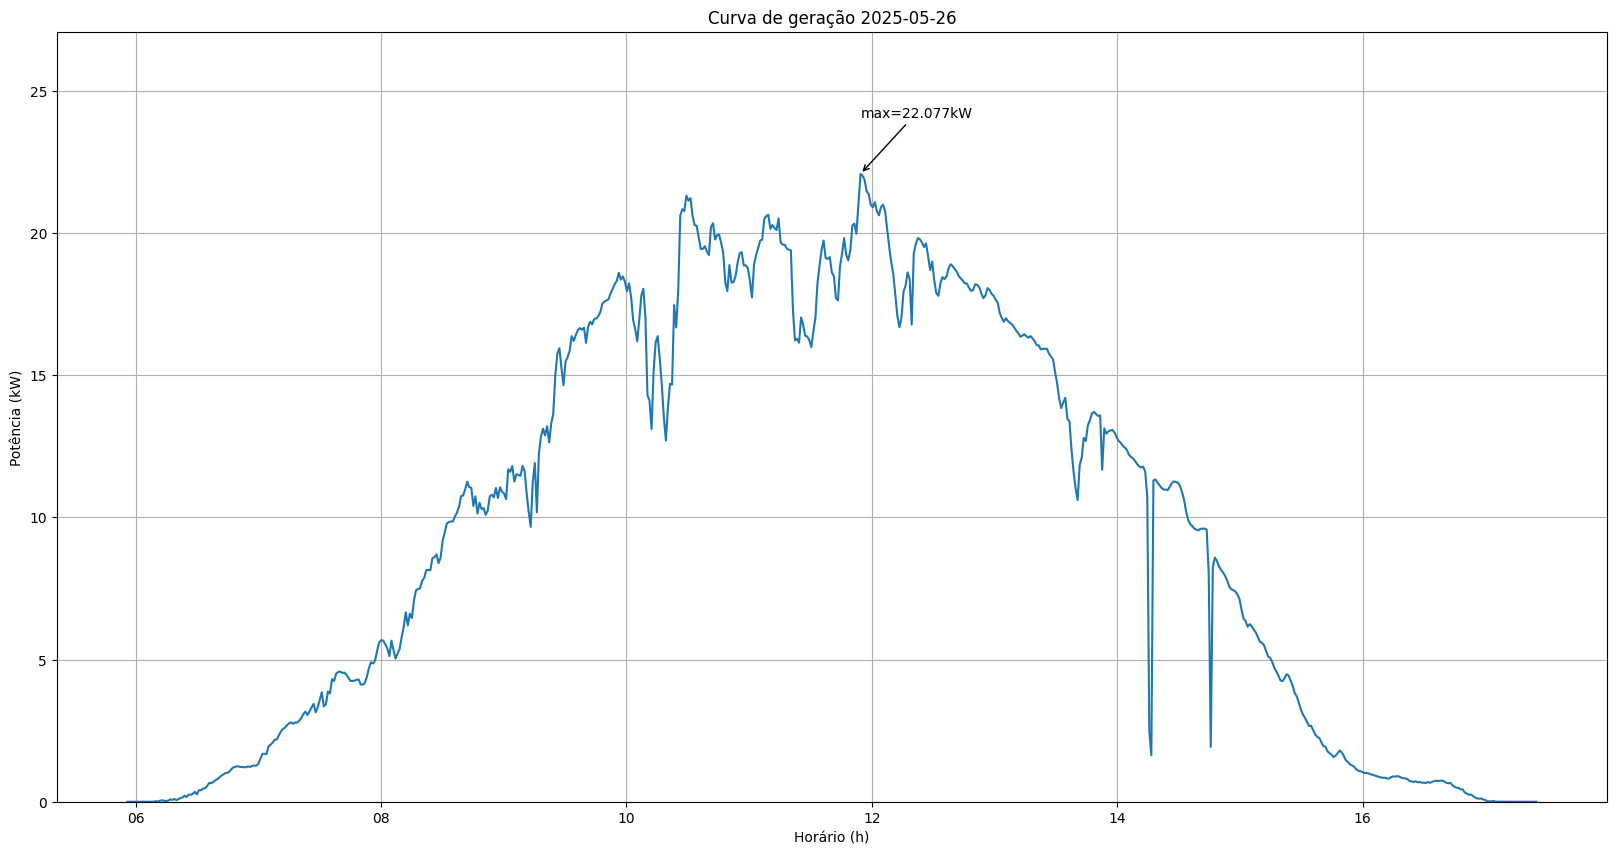 Curva de geração 2025-05-26
25
20
15
10
5
0
max=22.077kW
Potência (kW)
06 08 10 12 14 16
Horário (h)